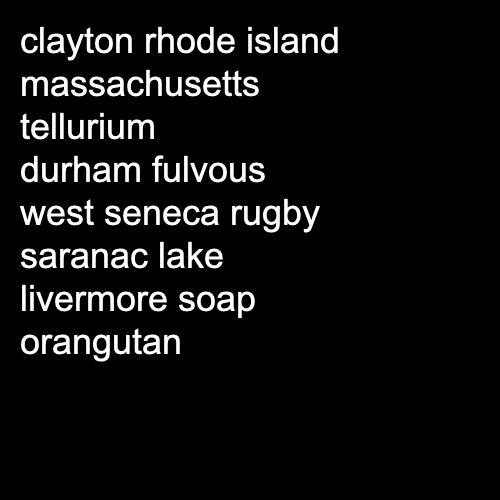 clayton rhode island
massachusetts
tellurium
durham fulvous
west seneca rugby
saranac lake
livermore soap
orangutan